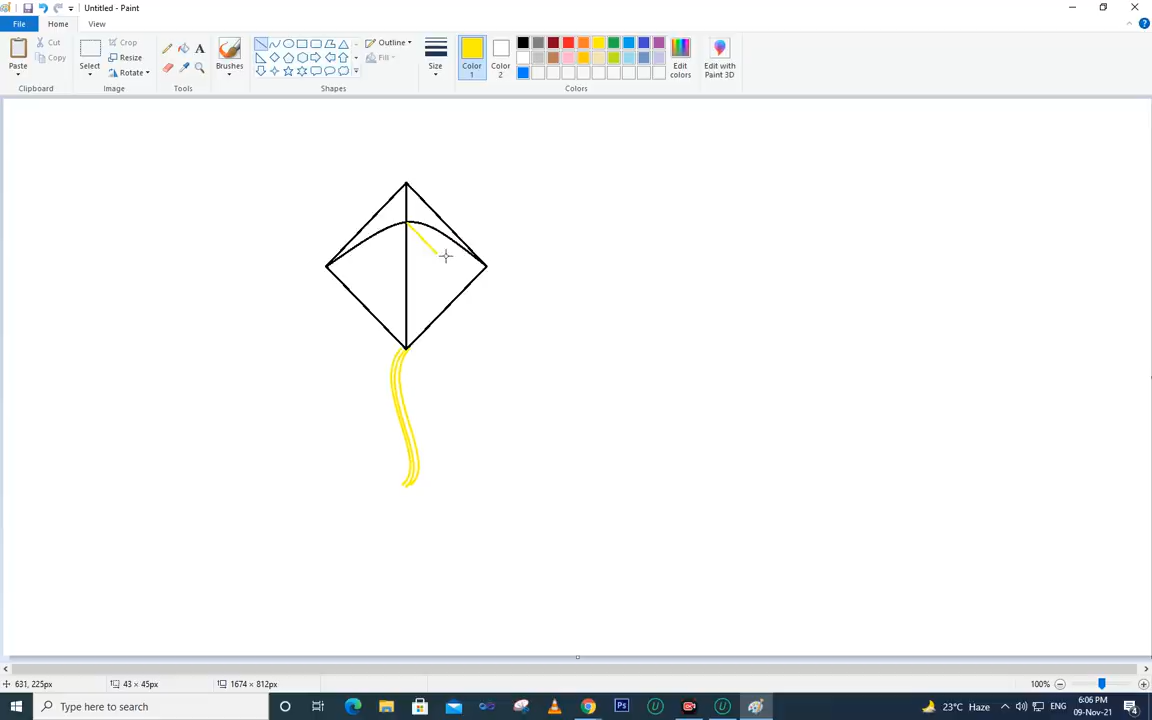 Untitled - Paint
File Home View
Paste
Cut
Copy
Clipboard
Select
Crop
Resize
Rotate
Image
Tools
Brushes
Outline
Fill
Shapes
Size
Color 1
Color 2
Edit colors
Edit with Paint 3D
Colors
631, 225px
43 × 45px
1674 × 812px
100%
Type here to search
Ps
23°C Haze
ENG
6:06 PM
09-Nov-21
4